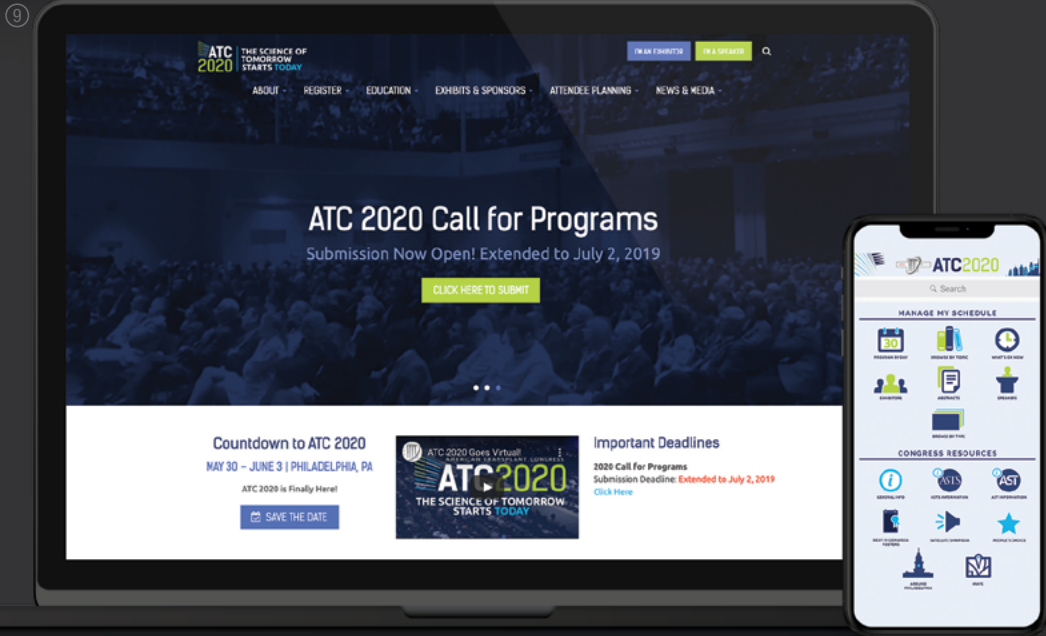 9
ATC
2020
THE SCIENCE OF
TOMORROW
STARTS TODAY
I'M AN EXHIBITOR
I'M A SPEAKER
ABOUT
REGISTER
EDUCATION
EXHIBITS & SPONSORS
ATTENDEE PLANNING
NEWS & MEDIA
ATC 2020 Call for Programs
Submission Now Open! Extended to July 2, 2019
CLICK HERE TO SUBMIT
Countdown to ATC 2020
MAY 30 – JUNE 3 | PHILADELPHIA, PA
ATC 2020 is Finally Here!
SAVE THE DATE
ATC 2020 Goes Virtual!
AMERICAN TRANSPLANT CONGRESS
ATC2020
THE SCIENCE OF TOMORROW
STARTS TODAY
Important Deadlines
2020 Call for Programs
Submission Deadline: Extended to July 2, 2019
Click Here
ATC2020
Search
MANAGE MY SCHEDULE
30
PROGRAM BY DAY
BROWSE BY TOPIC
WHAT'S ON NOW
EXHIBITORS
ABSTRACTS
SPEAKERS
BROWSE BY TYPE
CONGRESS RESOURCES
ASTS
AST
GENERAL INFO
ASTS INFORMATION
AST INFORMATION
PEOPLE'S CHOICE
AROUND
PHILADELPHIA
MAPS